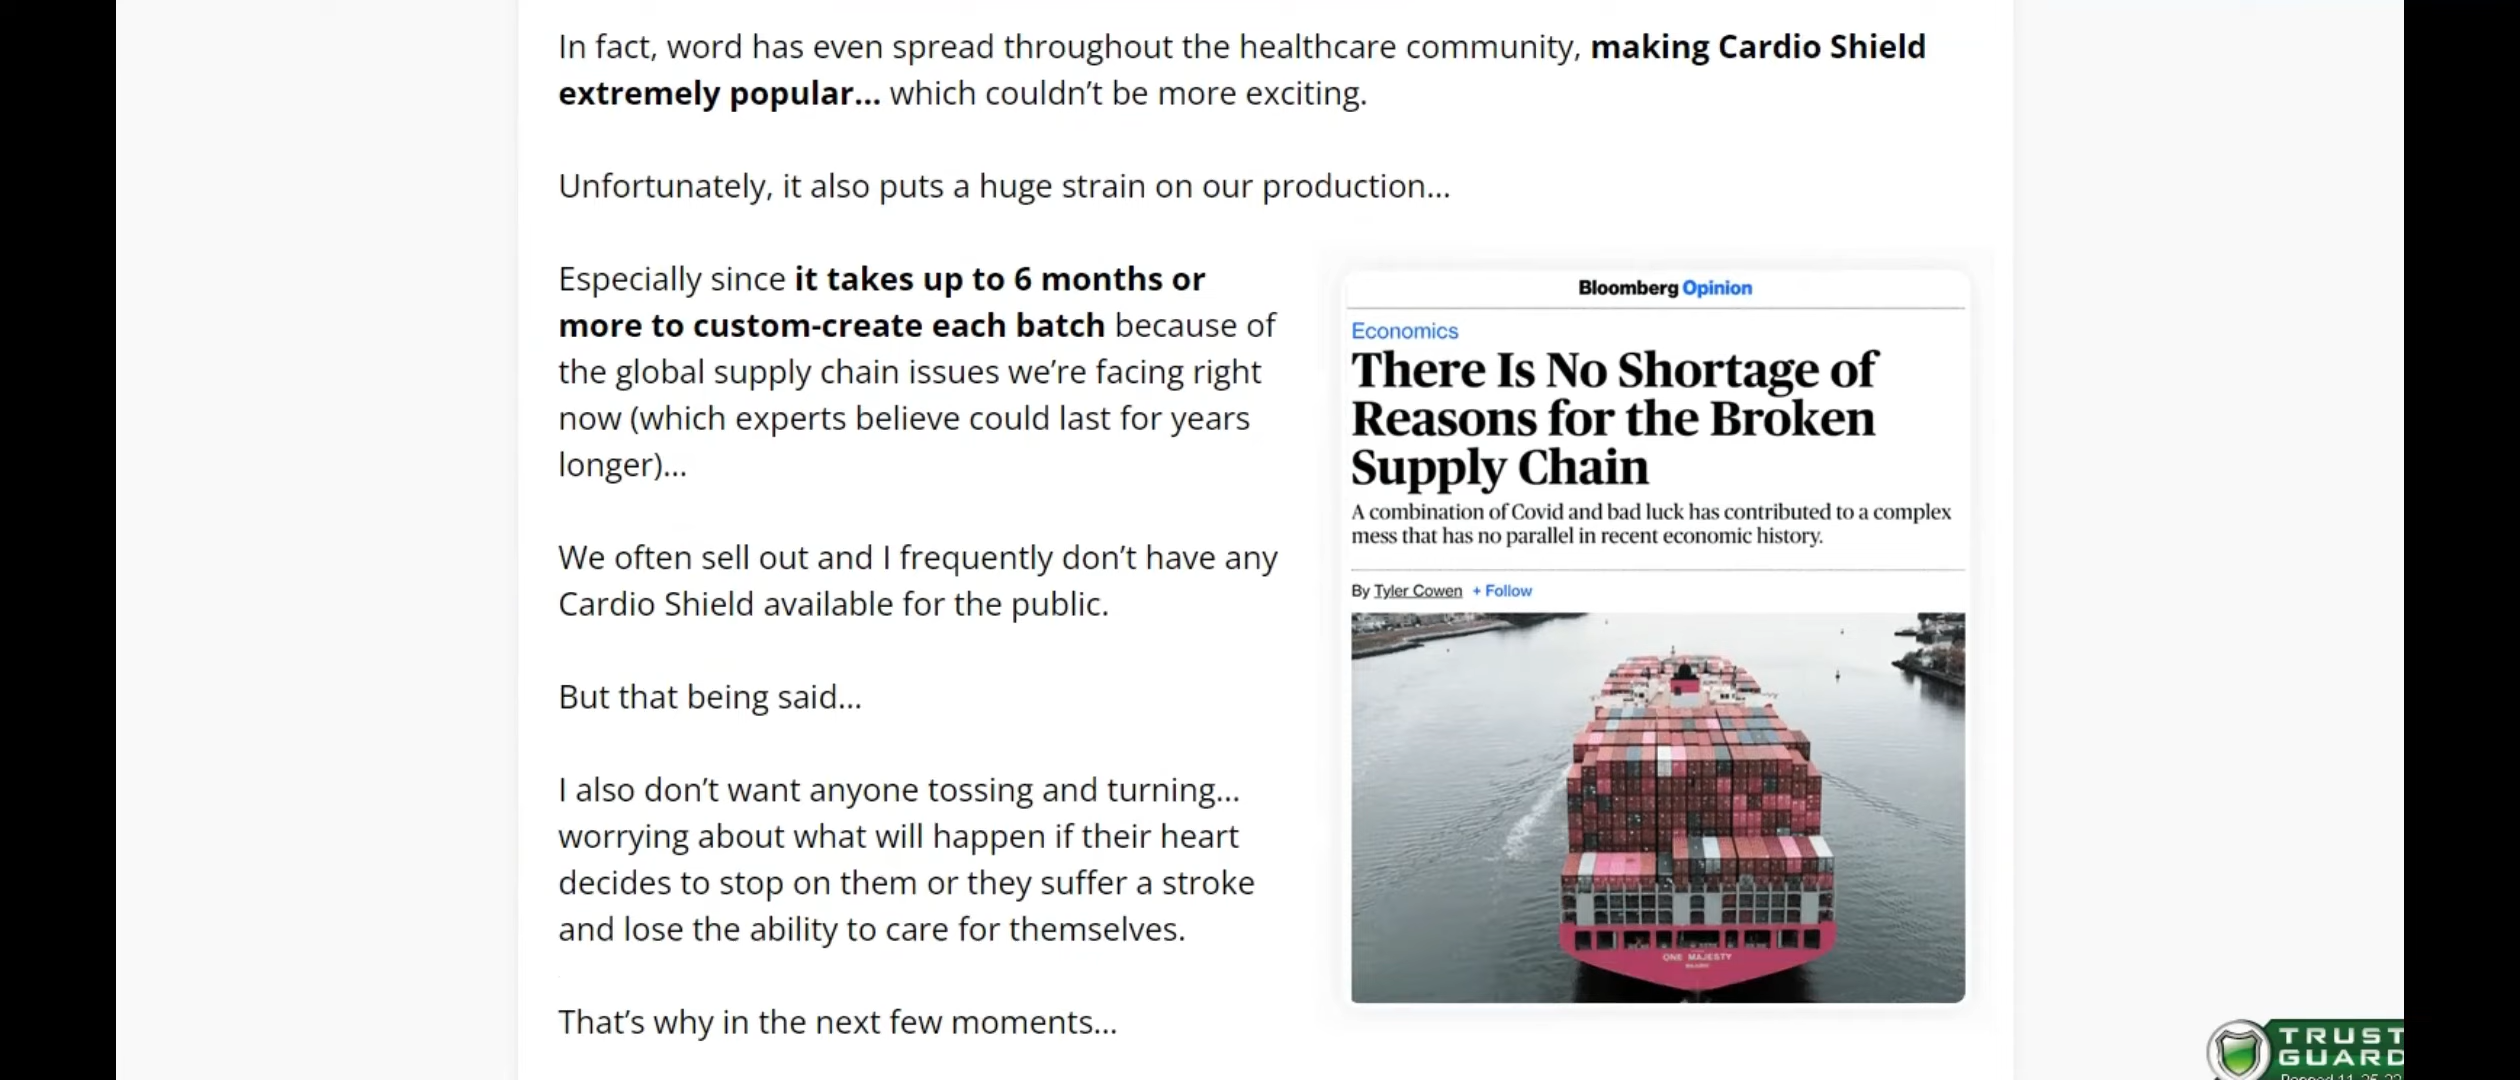 In fact, word has even spread throughout the healthcare community, making Cardio Shield
extremely popular... which couldn't be more exciting.
Unfortunately, it also puts a huge strain on our production...
Especially since it takes up to 6 months or
more to custom-create each batch because of
the global supply chain issues we're facing right
now (which experts believe could last for years
longer)...
We often sell out and I frequently don't have any
Cardio Shield available for the public.
But that being said...
I also don't want anyone tossing and turning...
worrying about what will happen if their heart
decides to stop on them or they suffer a stroke
and lose the ability to care for themselves.
That's why in the next few moments...
Bloomberg Opinion
Economics
There Is No Shortage of
Reasons for the Broken
Supply Chain
A combination of Covid and bad luck has contributed to a complex
mess that has no parallel in recent economic history.
By Tyler Cowen + Follow
ONE MAJESTY
TRUST
GUARD